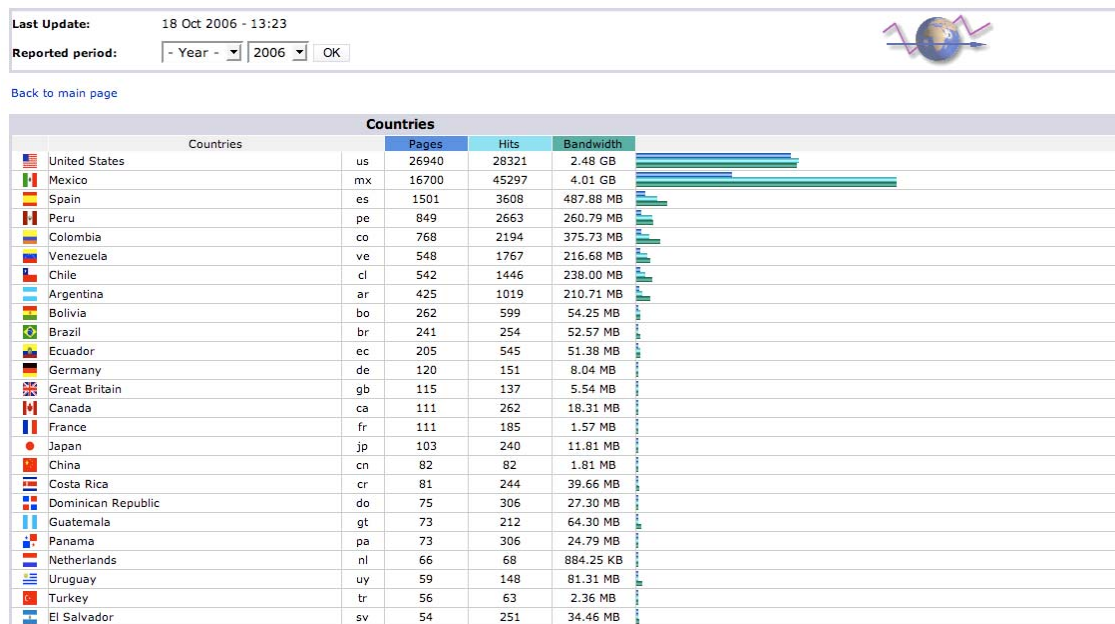 Last Update: 18 Oct 2006 - 13:23
Reported period: - Year - 2006 OK
Back to main page
Countries
Countries Pages Hits Bandwidth
United States us 26940 28321 2.48 GB
Mexico mx 16700 45297 4.01 GB
Spain es 1501 3608 487.88 MB
Peru pe 849 2663 260.79 MB
Colombia co 768 2194 375.73 MB
Venezuela ve 548 1767 216.68 MB
Chile cl 542 1446 238.00 MB
Argentina ar 425 1019 210.71 MB
Bolivia bo 262 599 54.25 MB
Brazil br 241 254 52.57 MB
Ecuador ec 205 545 51.38 MB
Germany de 120 151 8.04 MB
Great Britain gb 115 137 5.54 MB
Canada ca 111 262 18.31 MB
France fr 111 185 1.57 MB
Japan jp 103 240 11.81 MB
China cn 82 82 1.81 MB
Costa Rica cr 81 244 39.66 MB
Dominican Republic do 75 306 27.30 MB
Guatemala gt 73 212 64.30 MB
Panama pa 73 306 24.79 MB
Netherlands nl 66 68 884.25 KB
Uruguay uy 59 148 81.31 MB
Turkey tr 56 63 2.36 MB
El Salvador sv 54 251 34.46 MB